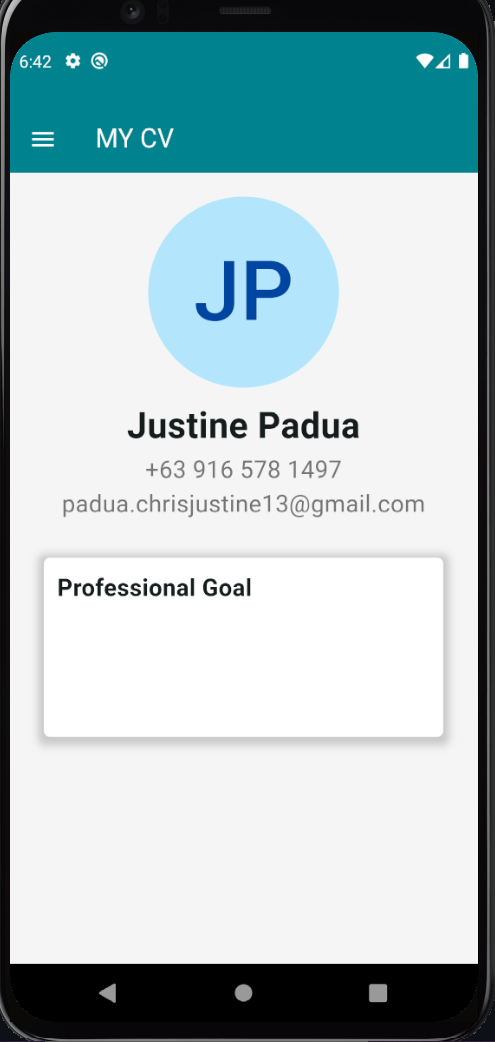 6:42
MY CV
JP
Justine Padua
+63 916 578 1497
padua.chrisjustine13@gmail.com
Professional Goal